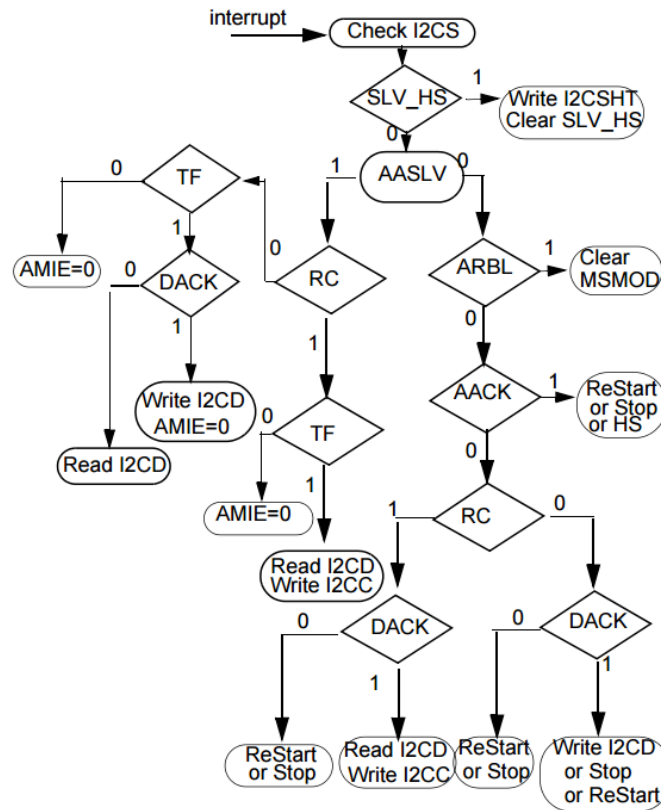 interrupt
Check I2CS
SLV_HS
1
Write I2CSHT
Clear SLV_HS
0
AASLV
1
0
0
TF
1
AMIE=0
0
DACK
1
Write I2CD
AMIE=0
Read I2CD
0
RC
1
0
TF
1
AMIE=0
Read I2CD
Write I2CC
ARBL
1
Clear
MSMOD
0
AACK
1
ReStart
or Stop
or HS
0
1
RC
0
0
DACK
1
ReStart
or Stop
Read I2CD
Write I2CC
0
DACK
1
ReStart
or Stop
Write I2CD
or Stop
or ReStart